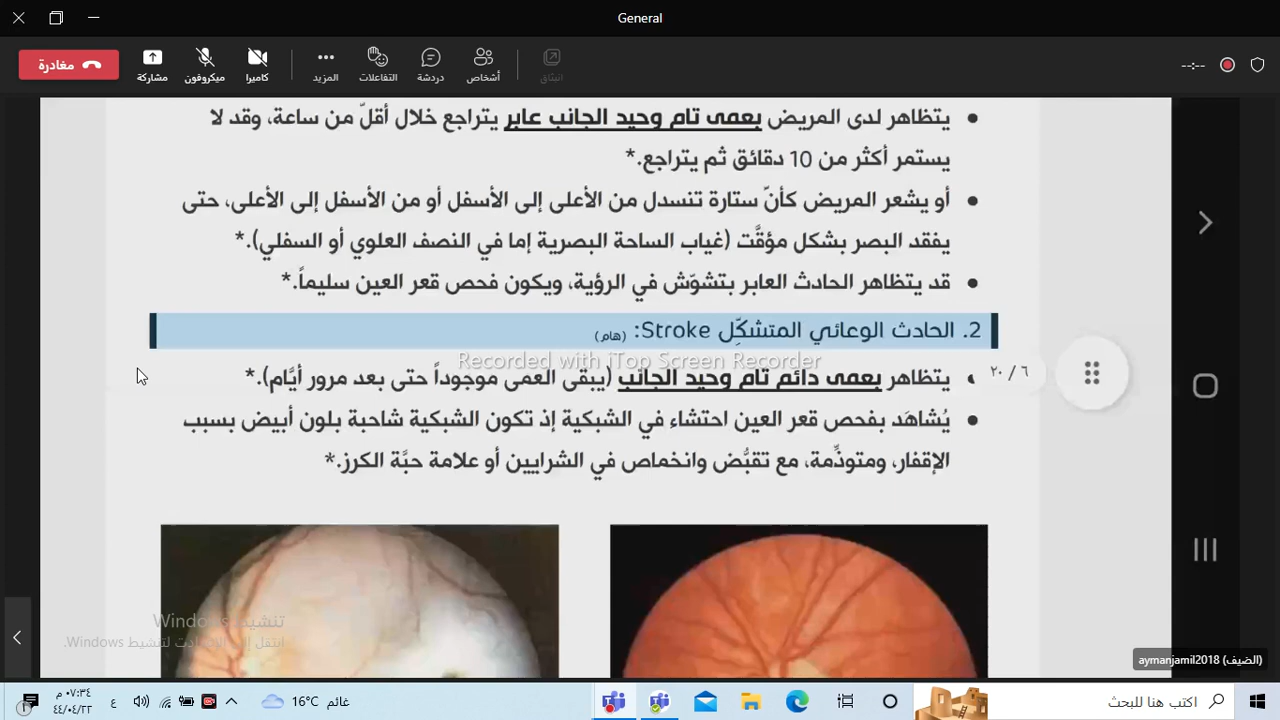 General
مغادرة
مشاركة
ميكروفون
كاميرا
المزيد
التفاعلات
دردشة
أشخاص
انبثاق
--:--
يتظاهر لدى المريض بعمى تام وحيد الجانب عابر يتراجع خلال أقلّ من ساعة، وقد لا
يستمر أكثر من 10 دقائق ثم يتراجع.*
أو يشعر المريض كأنّ ستارة تنسدل من الأعلى إلى الأسفل أو من الأسفل إلى الأعلى، حتى
يفقد البصر بشكل مؤقَّت (غياب الساحة البصرية إما في النصف العلوي أو السفلي).*
قد يتظاهر الحادث العابر بتشوّش في الرؤية، ويكون فحص قعر العين سليماً.*
2. الحادث الوعائي المتشكِّل Stroke: (هام)
Recorded with iTop Screen Recorder
٦ / ٢٠
يتظاهر بعمى دائم تام وحيد الجانب (يبقى العمى موجوداً حتى بعد مرور أيَّام).*
يُشاهَد بفحص قعر العين احتشاء في الشبكية إذ تكون الشبكية شاحبة بلون أبيض بسبب
الإقفار، ومتوذِّمة، مع تقبُّض وانخماص في الشرايين أو علامة حبَّة الكرز.*
تنشيط Windows
انتقل إلى الإعدادات لتنشيط Windows.
aymanjamil2018 (الضيف)
٠٧:٣٤ م
٤٤/٠٤/٢٣
ع
16°C غائم
اكتب هنا للبحث